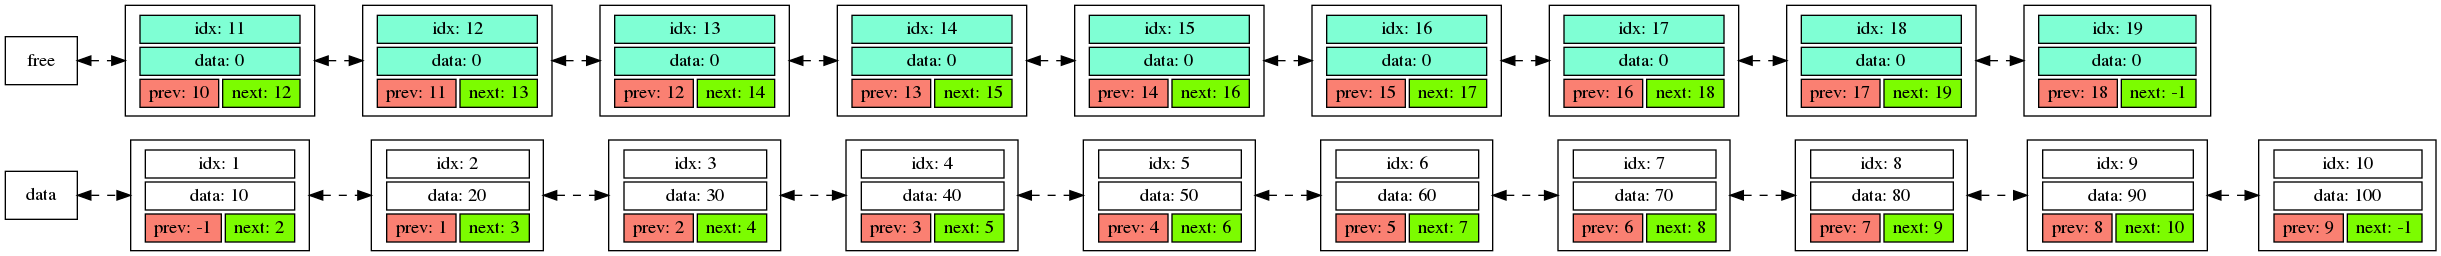 free
idx: 11
data: 0
prev: 10 next: 12
idx: 12
data: 0
prev: 11 next: 13
idx: 13
data: 0
prev: 12 next: 14
idx: 14
data: 0
prev: 13 next: 15
idx: 15
data: 0
prev: 14 next: 16
idx: 16
data: 0
prev: 15 next: 17
idx: 17
data: 0
prev: 16 next: 18
idx: 18
data: 0
prev: 17 next: 19
idx: 19
data: 0
prev: 18 next: -1
data
idx: 1
data: 10
prev: -1 next: 2
idx: 2
data: 20
prev: 1 next: 3
idx: 3
data: 30
prev: 2 next: 4
idx: 4
data: 40
prev: 3 next: 5
idx: 5
data: 50
prev: 4 next: 6
idx: 6
data: 60
prev: 5 next: 7
idx: 7
data: 70
prev: 6 next: 8
idx: 8
data: 80
prev: 7 next: 9
idx: 9
data: 90
prev: 8 next: 10
idx: 10
data: 100
prev: 9 next: -1